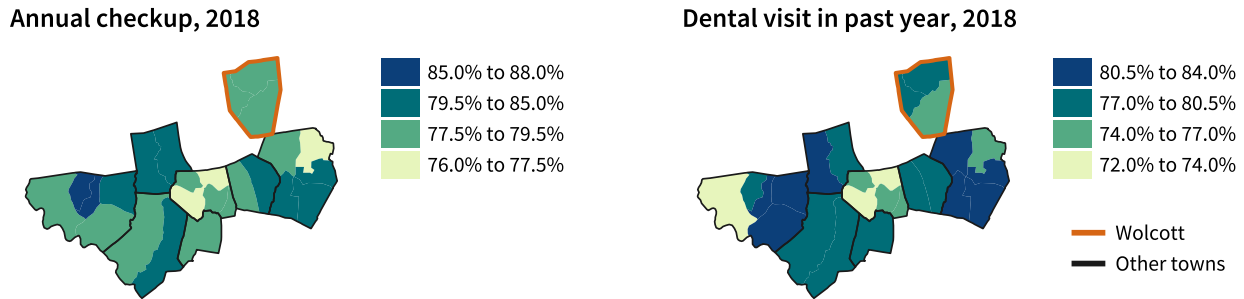 Annual checkup, 2018
85.0% to 88.0%
79.5% to 85.0%
77.5% to 79.5%
76.0% to 77.5%
Dental visit in past year, 2018
80.5% to 84.0%
77.0% to 80.5%
74.0% to 77.0%
72.0% to 74.0%
Wolcott
Other towns